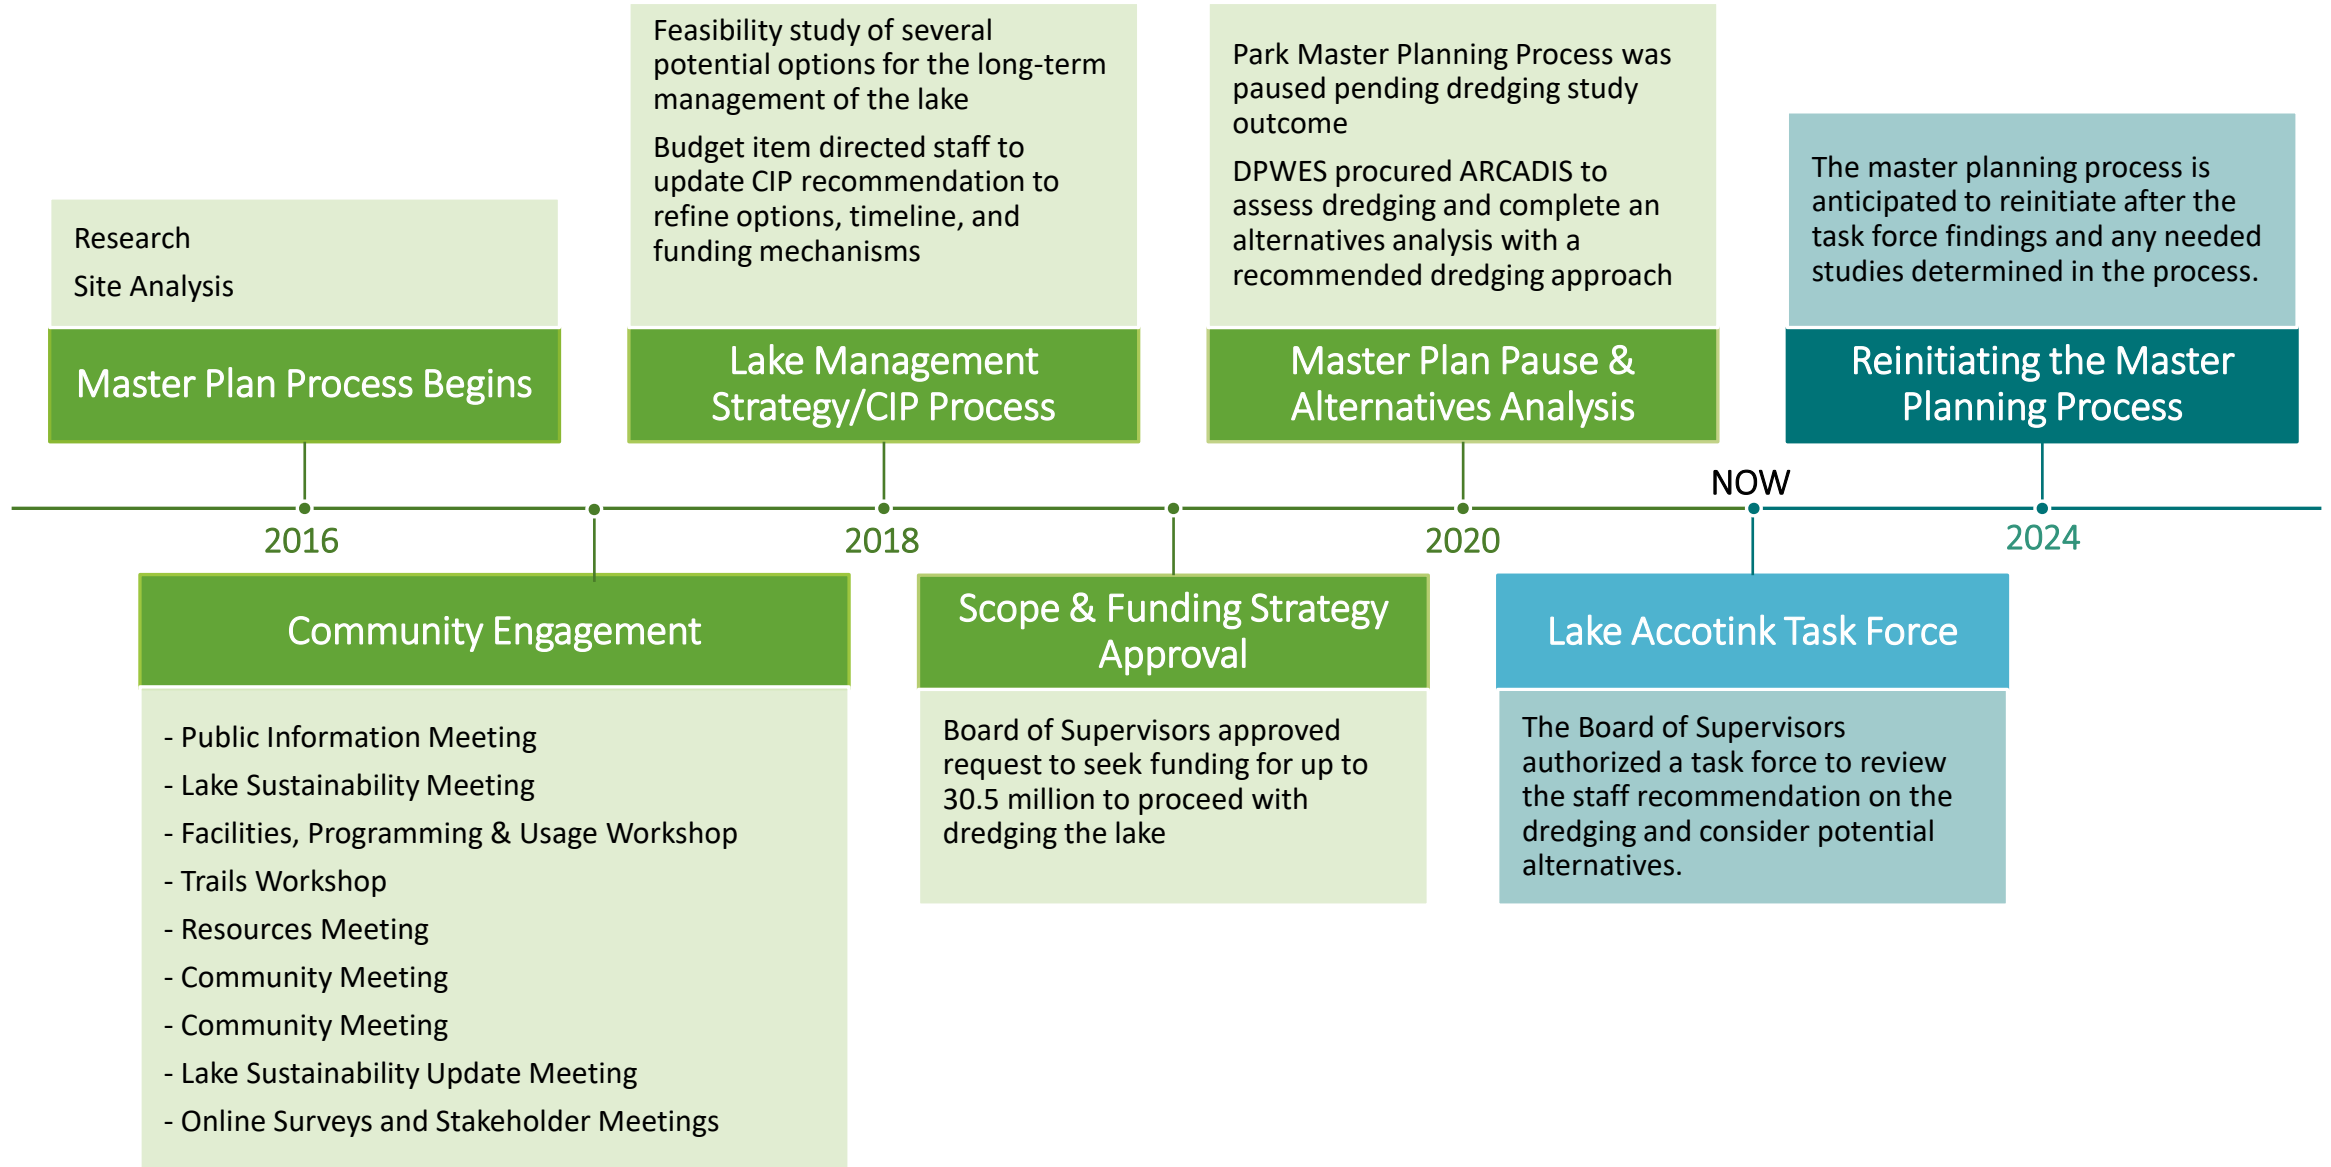 Research
Site Analysis
Master Plan Process Begins
2016
Community Engagement
- Public Information Meeting
- Lake Sustainability Meeting
- Facilities, Programming & Usage Workshop
- Trails Workshop
- Resources Meeting
- Community Meeting
- Community Meeting
- Lake Sustainability Update Meeting
- Online Surveys and Stakeholder Meetings
Feasibility study of several
potential options for the long-term
management of the lake
Budget item directed staff to
update CIP recommendation to
refine options, timeline, and
funding mechanisms
Lake Management
Strategy/CIP Process
2018
Scope & Funding Strategy
Approval
Board of Supervisors approved
request to seek funding for up to
30.5 million to proceed with
dredging the lake
Park Master Planning Process was
paused pending dredging study
outcome
DPWES procured ARCADIS to
assess dredging and complete an
alternatives analysis with a
recommended dredging approach
Master Plan Pause &
Alternatives Analysis
2020
NOW
Lake Accotink Task Force
The Board of Supervisors
authorized a task force to review
the staff recommendation on the
dredging and consider potential
alternatives.
The master planning process is
anticipated to reinitiate after the
task force findings and any needed
studies determined in the process.
Reinitiating the Master
Planning Process
2024